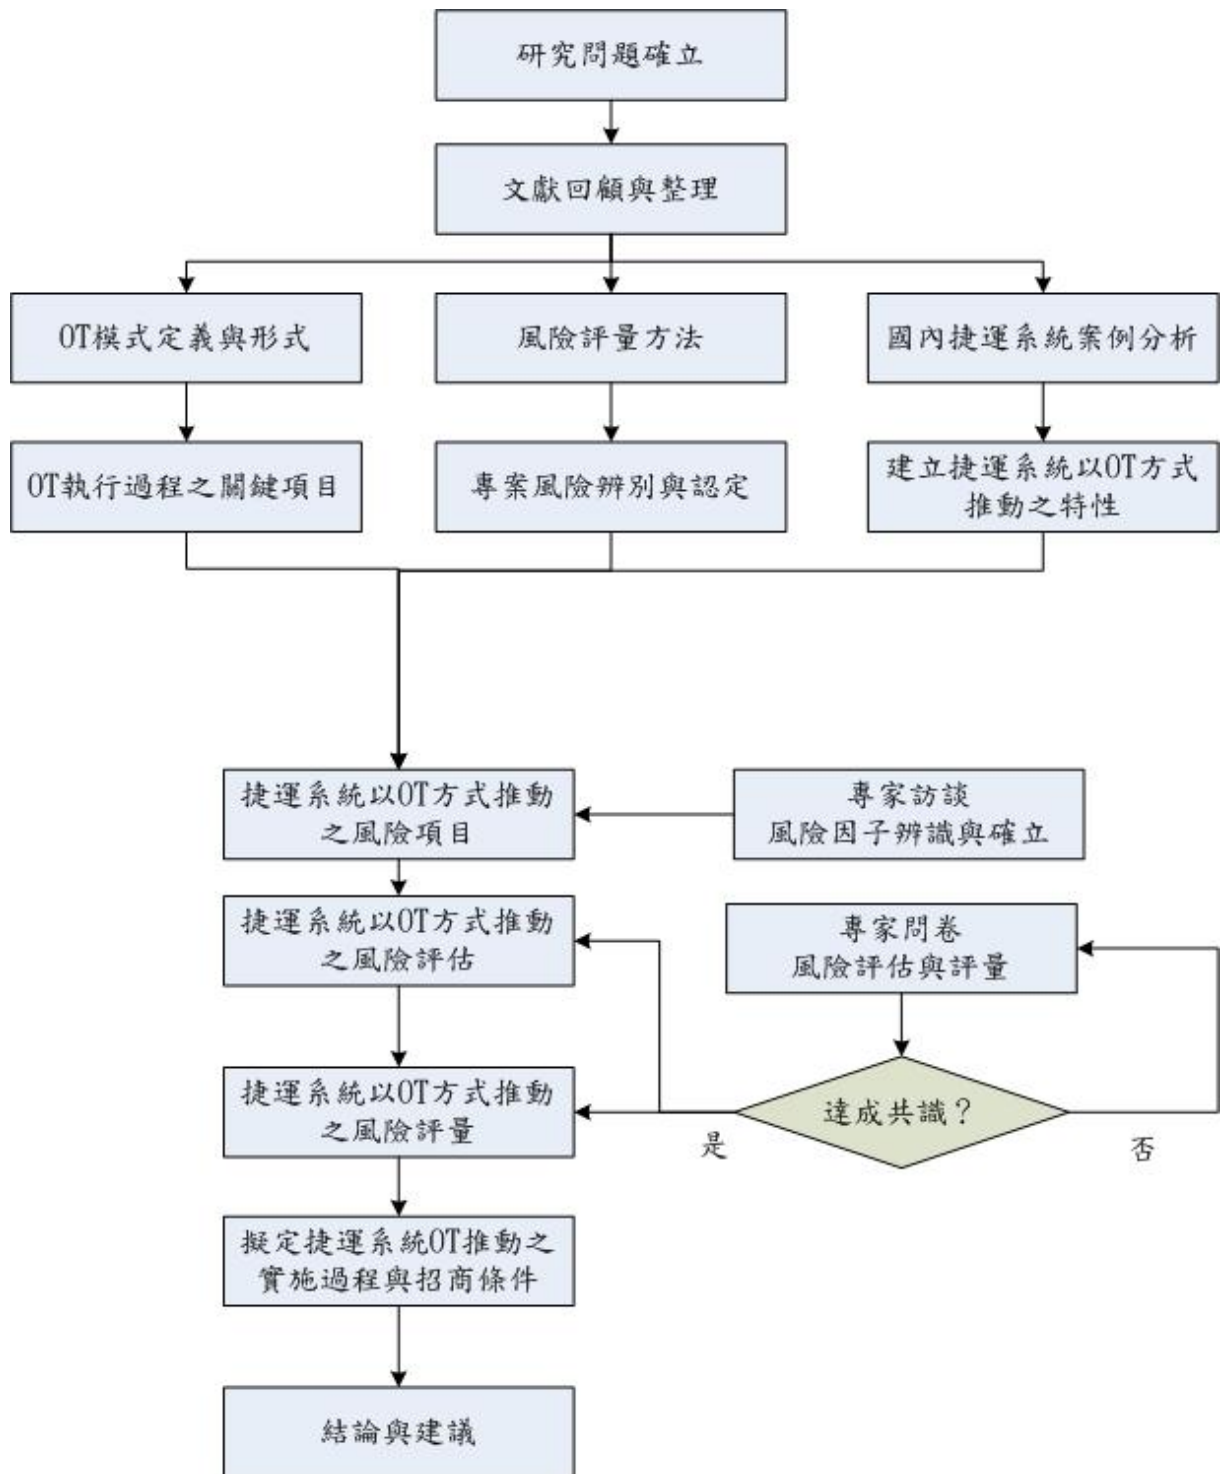 研究問題確立
文獻回顧與整理
OT模式定義與形式
風險評量方法
國內捷運系統案例分析
OT執行過程之關鍵項目
專案風險辨別與認定
建立捷運系統以OT方式
推動之特性
捷運系統以OT方式推動
之風險項目
專家訪談
風險因子辨識與確立
捷運系統以OT方式推動
之風險評估
專家問卷
風險評估與評量
捷運系統以OT方式推動
之風險評量
達成共識？
是
否
擬定捷運系統OT推動之
實施過程與招商條件
結論與建議